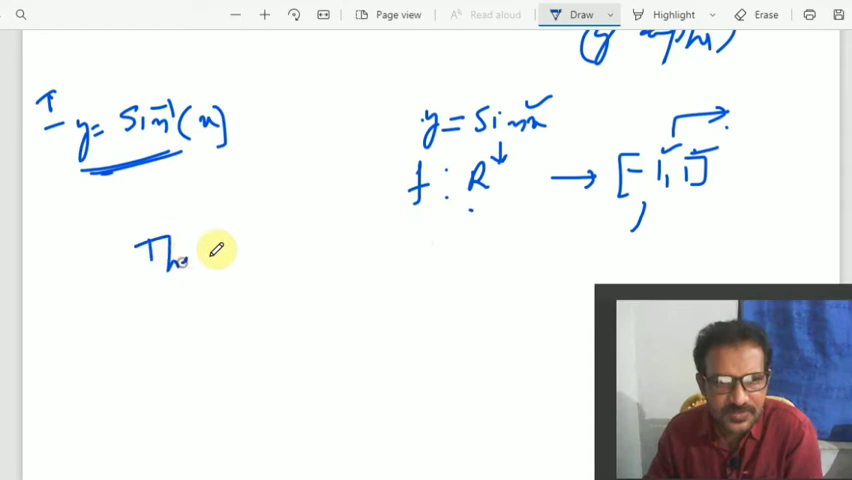 Page view
Read aloud
Draw
Highlight
Erase
y = Sin⁻¹(x)
y = Sin x
f : R → [-1, 1]
The